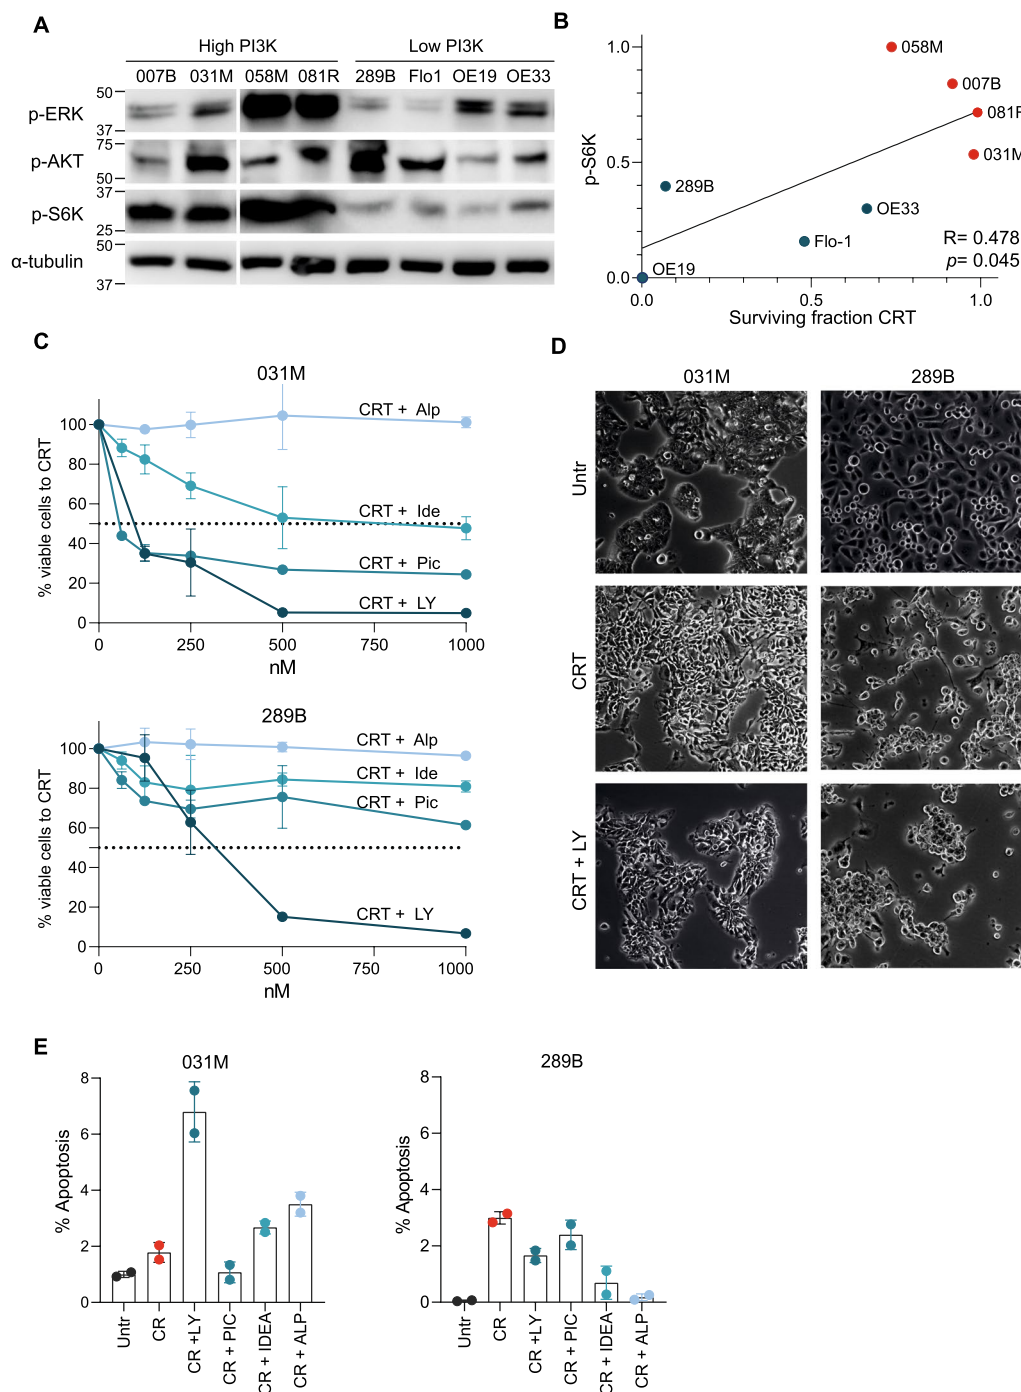 A
High PI3K
Low PI3K
007B 031M 058M 081R 289B Flo1 OE19 OE33
50
p-ERK
37
75
p-AKT
50
37
p-S6K
25
50
α-tubulin
37
B
p-S6K
1.0
0.5
0.0
058M
007B
081R
031M
289B
OE33
Flo-1
OE19
R= 0.478
p= 0.045
0.0 0.5 1.0
Surviving fraction CRT
C
031M
% viable cells to CRT
100
80
60
40
20
0
CRT + Alp
CRT + Ide
CRT + Pic
CRT + LY
0 250 500 750 1000
nM
289B
% viable cells to CRT
100
80
60
40
20
0
CRT + Alp
CRT + Ide
CRT + Pic
CRT + LY
0 250 500 750 1000
nM
D
031M 289B
Untr
CRT
CRT + LY
E
031M
% Apoptosis
8
6
4
2
0
Untr
CR
CR +LY
CR + PIC
CR + IDEA
CR + ALP
289B
% Apoptosis
8
6
4
2
0
Untr
CR
CR +LY
CR + PIC
CR + IDEA
CR + ALP